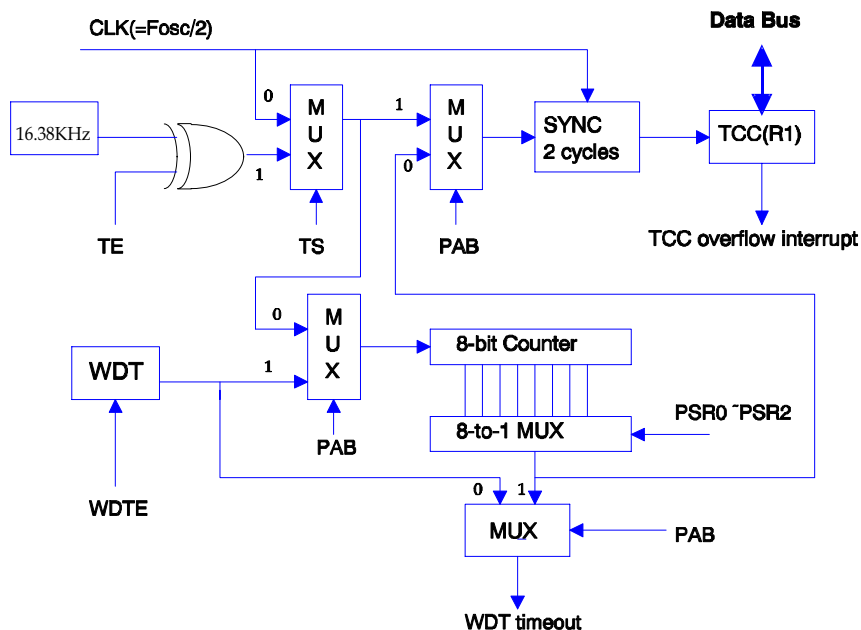 CLK(=Fosc/2)
Data Bus
0
M
U
X
1
M
U
X
0
SYNC
2 cycles
TCC(R1)
16.38KHz
1
TE
TS
PAB
TCC overflow interrupt
0
M
U
X
1
8-bit Counter
WDT
PAB
8-to-1 MUX
PSR0 ~PSR2
WDTE
0
1
MUX
PAB
WDT timeout